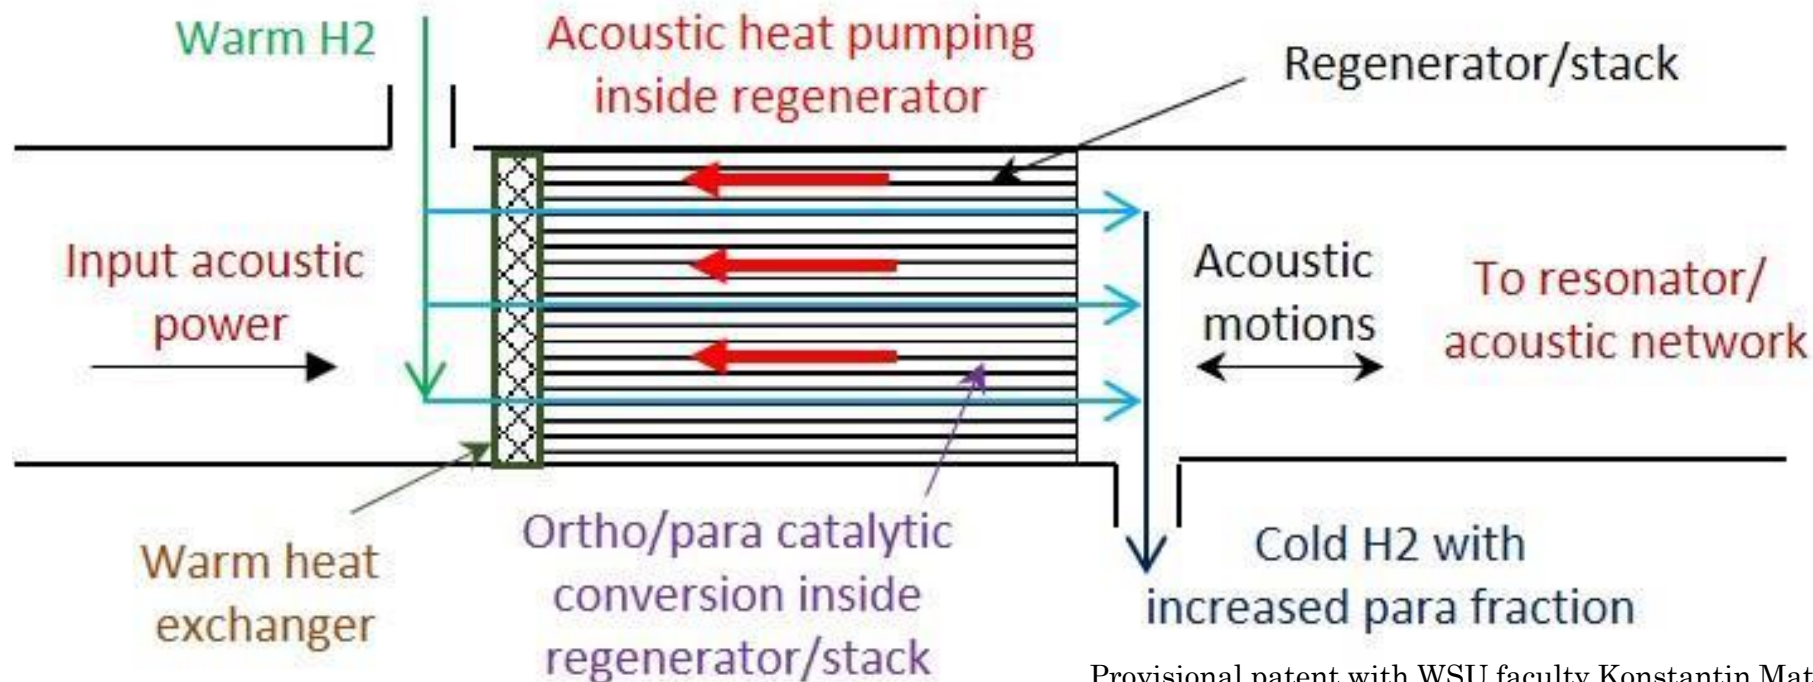 Warm H2
Acoustic heat pumping
inside regenerator
Regenerator/stack
Input acoustic
power
Acoustic
motions
To resonator/
acoustic network
Warm heat
exchanger
Ortho/para catalytic
conversion inside
regenerator/stack
Cold H2 with
increased para fraction
Provisional patent with WSU faculty Konstantin Mat